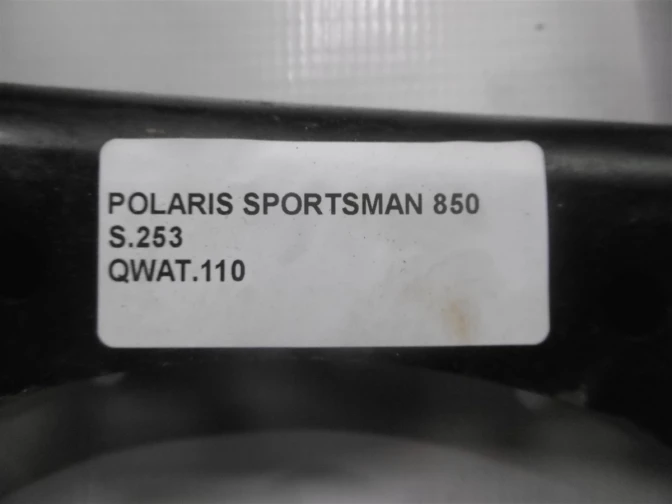 POLARIS SPORTSMAN 850
S.253
QWAT.110